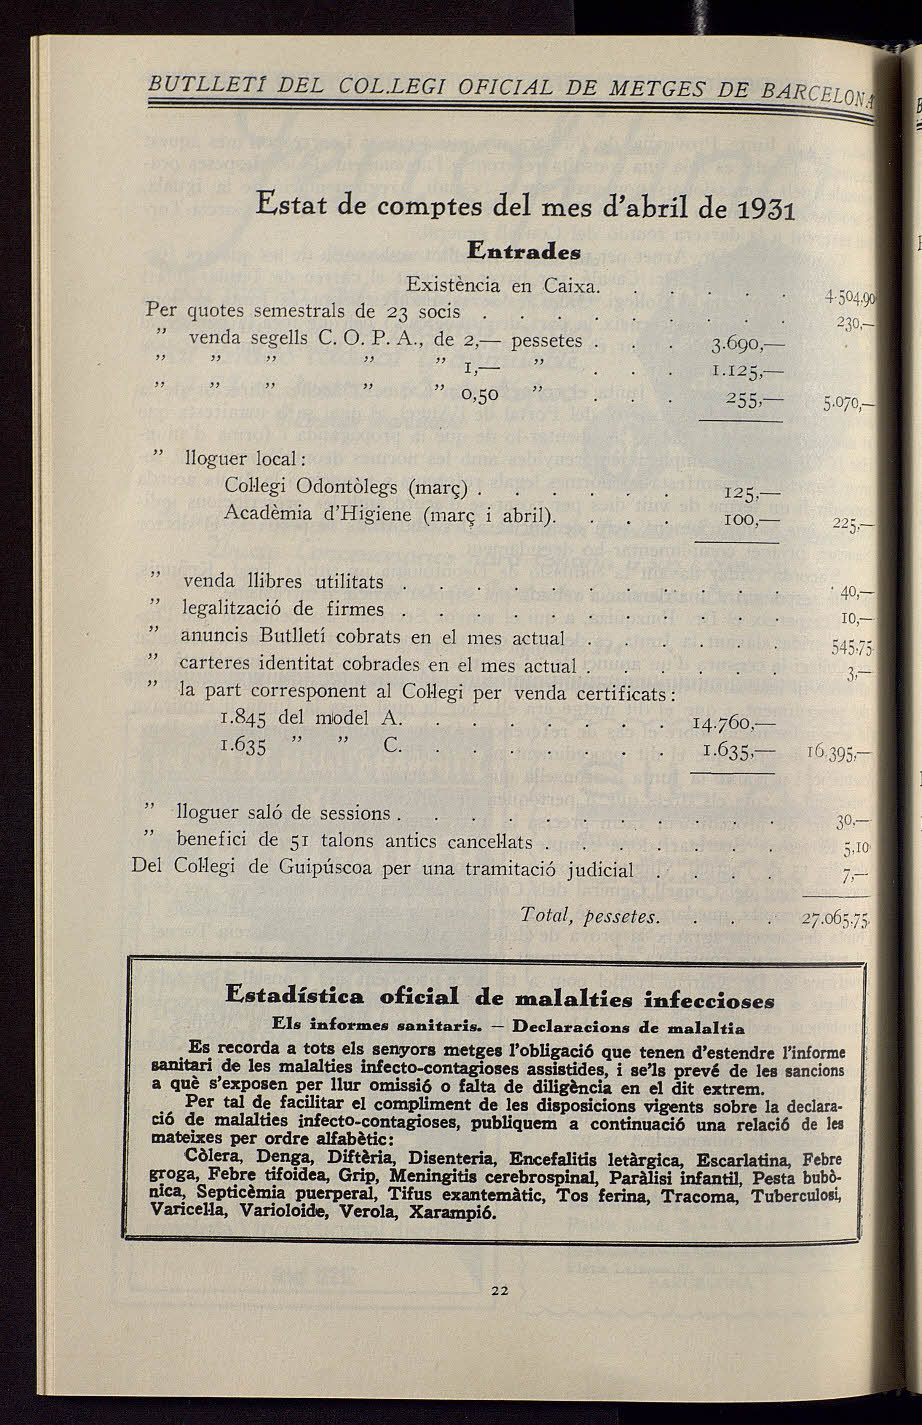 BUTLLETÍ DEL COL.LEGI OFICIAL DE METGES DE BARCELONA
Estat de comptes del mes d'abril de 1931
Entrades
Existència en Caixa. . . . . . 4.504,90
Per quotes semestrals de 23 socis . . . . . . . . . 230,—
" venda segells C. O. P. A., de 2,— pessetes . . . 3.690,—
" " " " " 1,— " . . . 1.125,—
" " " " " 0,50 " . . . 255,— 5.070,—
" lloguer local:
Col·legi Odontòlegs (març) . . . . . . 125,—
Acadèmia d'Higiene (març i abril). . . . 100,— 225,—
" venda llibres utilitats . . . . . . . . . . . 40,—
" legalització de firmes . . . . . . . . . . . 10,—
" anuncis Butlletí cobrats en el mes actual . . . . . . 545,75
" carteres identitat cobrades en el mes actual . . . . . . 3,—
" la part corresponent al Col·legi per venda certificats:
1.845 del model A. . . . . . . . 14.760,—
1.635 " " C. . . . . . . . 1.635,— 16.395,—
" lloguer saló de sessions . . . . . . . . . . . 30,—
" benefici de 51 talons antics cancel·lats . . . . . . . 5,10
Del Col·legi de Guipúscoa per una tramitació judicial . . . . 7,—
Total, pessetes. . . . 27.065,75
Estadística oficial de malalties infeccioses
Els informes sanitaris. — Declaracions de malaltia
Es recorda a tots els senyors metges l'obligació que tenen d'estendre l'informe
sanitari de les malalties infecto-contagioses assistides, i se'ls prevé de les sancions
a què s'exposen per llur omissió o falta de diligència en el dit extrem.
Per tal de facilitar el compliment de les disposicions vigents sobre la declara-
ció de malalties infecto-contagioses, publiquem a continuació una relació de les
mateixes per ordre alfabètic:
Còlera, Denga, Diftèria, Disenteria, Encefalitis letàrgica, Escarlatina, Febre
groga, Febre tifoidea, Grip, Meningitis cerebrospinal, Paràlisi infantil, Pesta bubò-
nica, Septicèmia puerperal, Tifus exantemàtic, Tos ferina, Tracoma, Tuberculosi,
Varicel·la, Varioloide, Verola, Xarampió.
22